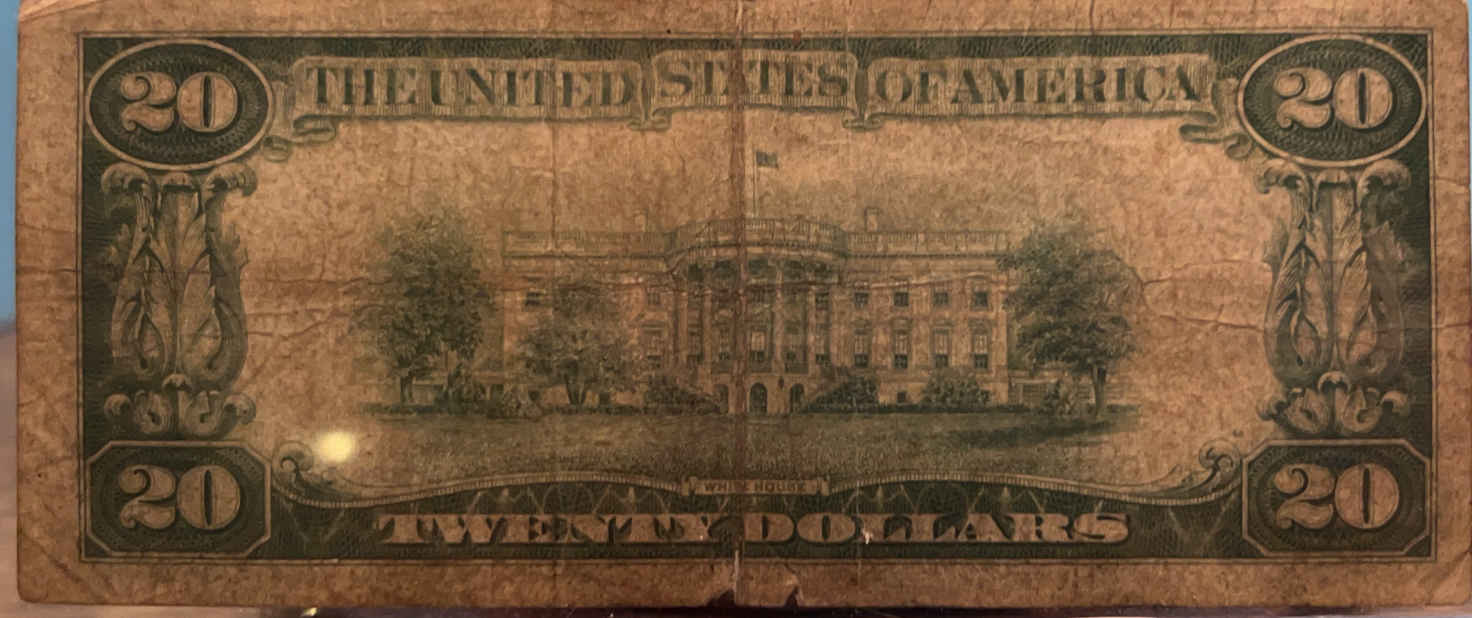 20 THE UNITED STATES OF AMERICA 20
WHITE HOUSE
20 TWENTY DOLLARS 20